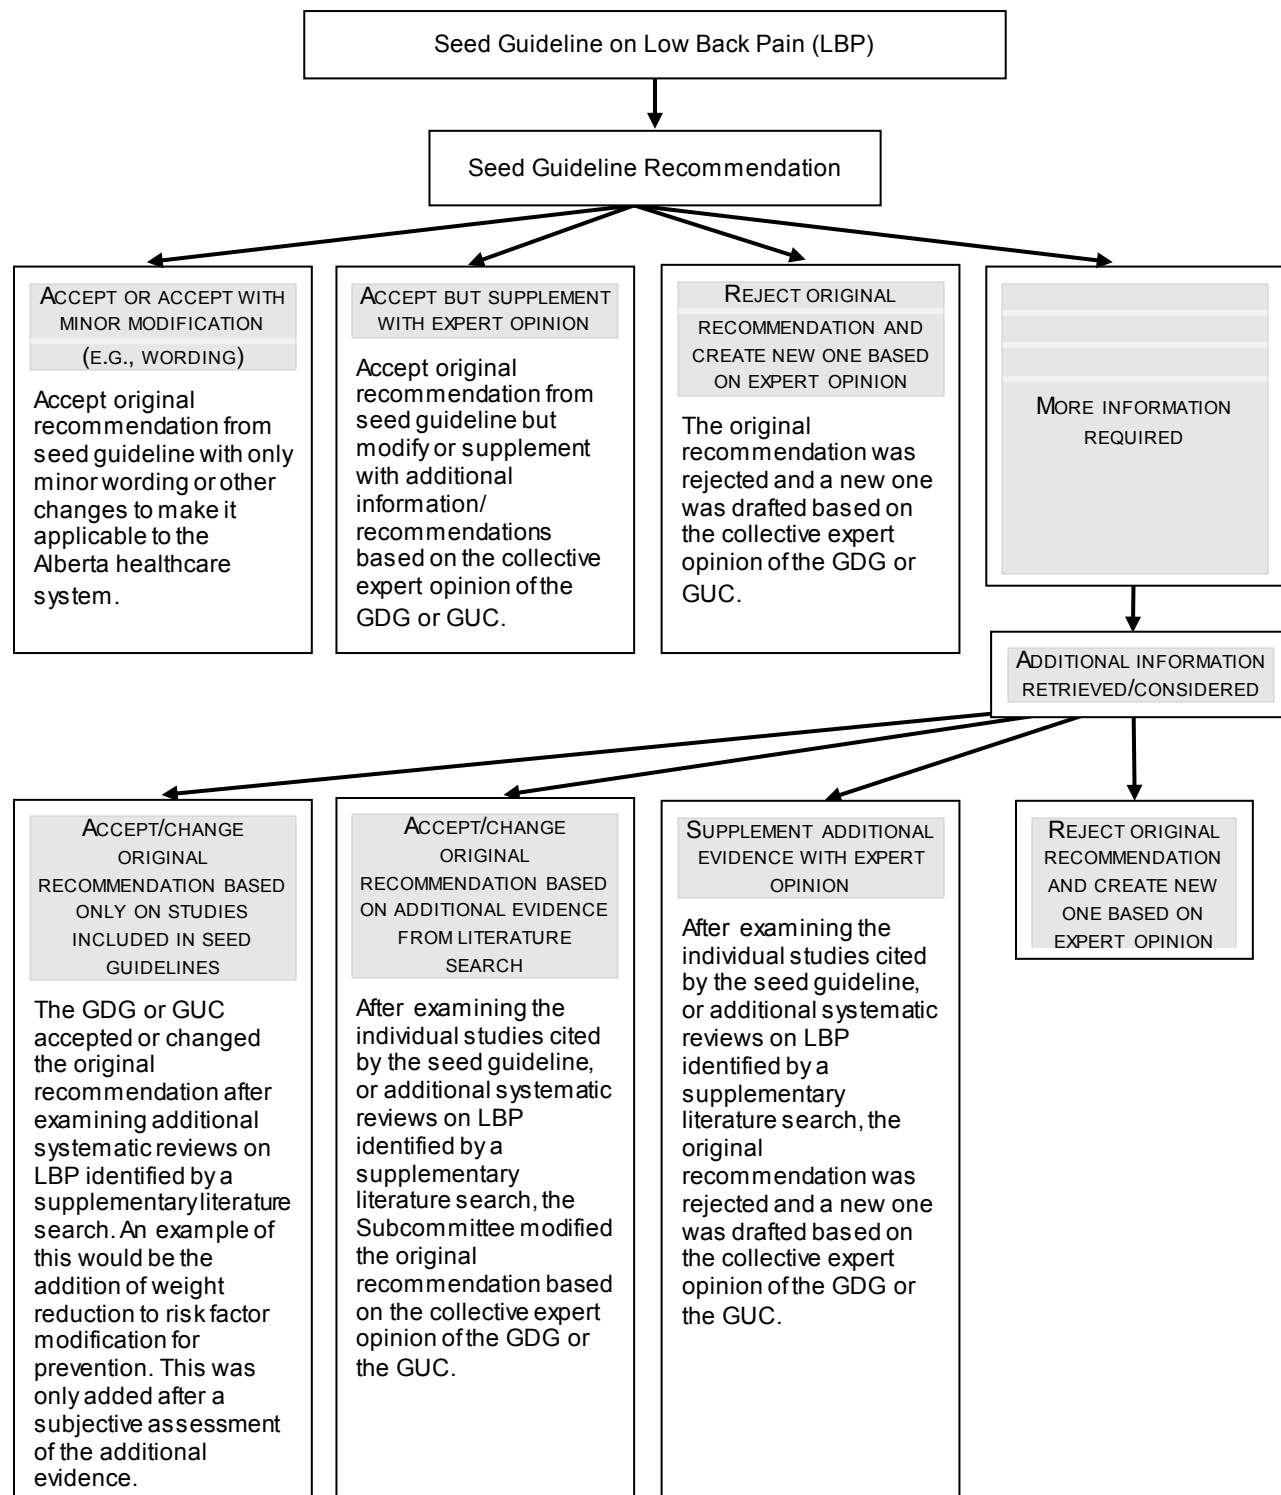 Seed Guideline on Low Back Pain (LBP)
Seed Guideline Recommendation
ACCEPT OR ACCEPT WITH
MINOR MODIFICATION
(E.G., WORDING)
Accept original
recommendation from
seed guideline with only
minor wording or other
changes to make it
applicable to the
Alberta healthcare
system.
ACCEPT BUT SUPPLEMENT
WITH EXPERT OPINION
Accept original
recommendation from
seed guideline but
modify or supplement
with additional
information/
recommendations
based on the collective
expert opinion of the
GDG or GUC.
REJECT ORIGINAL
RECOMMENDATION AND
CREATE NEW ONE BASED
ON EXPERT OPINION
The original
recommendation was
rejected and a new one
was drafted based on
the collective expert
opinion of the GDG or
GUC.
MORE INFORMATION
REQUIRED
ADDITIONAL INFORMATION
RETRIEVED/CONSIDERED
ACCEPT/CHANGE
ORIGINAL
RECOMMENDATION BASED
ONLY ON STUDIES
INCLUDED IN SEED
GUIDELINES
The GDG or GUC
accepted or changed
the original
recommendation after
examining additional
systematic reviews on
LBP identified by a
supplementary literature
search. An example of
this would be the
addition of weight
reduction to risk factor
modification for
prevention. This was
only added after a
subjective assessment
of the additional
evidence.
ACCEPT/CHANGE
ORIGINAL
RECOMMENDATION BASED
ON ADDITIONAL EVIDENCE
FROM LITERATURE
SEARCH
After examining the
individual studies cited
by the seed guideline,
or additional systematic
reviews on LBP
identified by a
supplementary
literature search, the
Subcommittee modified
the original
recommendation based
on the collective expert
opinion of the GDG or
the GUC.
SUPPLEMENT ADDITIONAL
EVIDENCE WITH EXPERT
OPINION
After examining the
individual studies cited
by the seed guideline,
or additional systematic
reviews on LBP
identified by a
supplementary
literature search, the
original
recommendation was
rejected and a new one
was drafted based on
the collective expert
opinion of the GDG or
the GUC.
REJECT ORIGINAL
RECOMMENDATION
AND CREATE NEW
ONE BASED ON
EXPERT OPINION